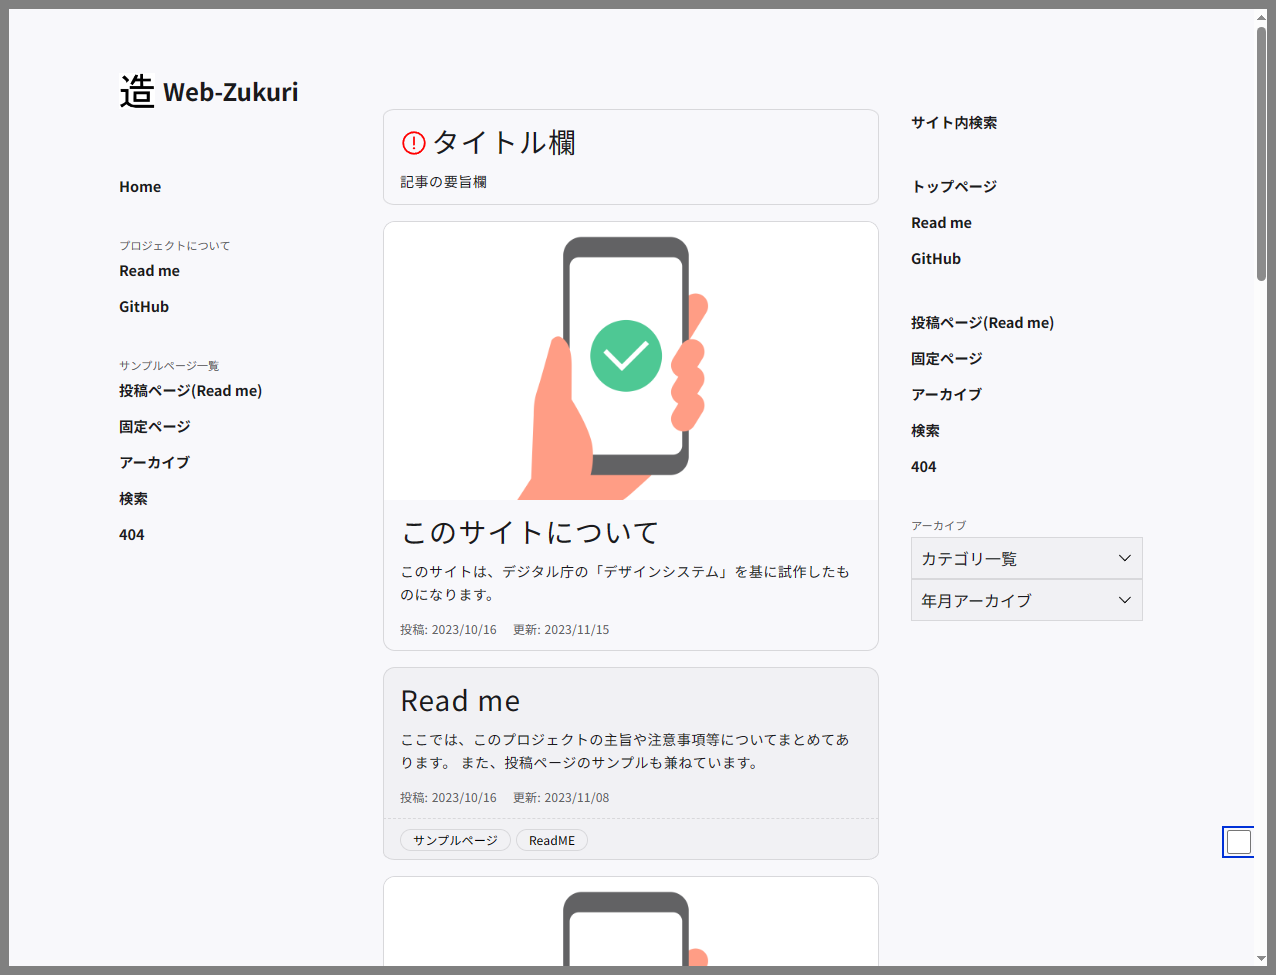 造 Web-Zukuri
Home
プロジェクトについて
Read me
GitHub
サンプルページ一覧
投稿ページ(Read me)
固定ページ
アーカイブ
検索
404
タイトル欄
記事の要旨欄
このサイトについて
このサイトは、デジタル庁の「デザインシステム」を基に試作したも
のになります。
投稿: 2023/10/16 更新: 2023/11/15
Read me
ここでは、このプロジェクトの主旨や注意事項等についてまとめてあ
ります。 また、投稿ページのサンプルも兼ねています。
投稿: 2023/10/16 更新: 2023/11/08
サンプルページ ReadME
サイト内検索
トップページ
Read me
GitHub
投稿ページ(Read me)
固定ページ
アーカイブ
検索
404
アーカイブ
カテゴリ一覧
年月アーカイブ